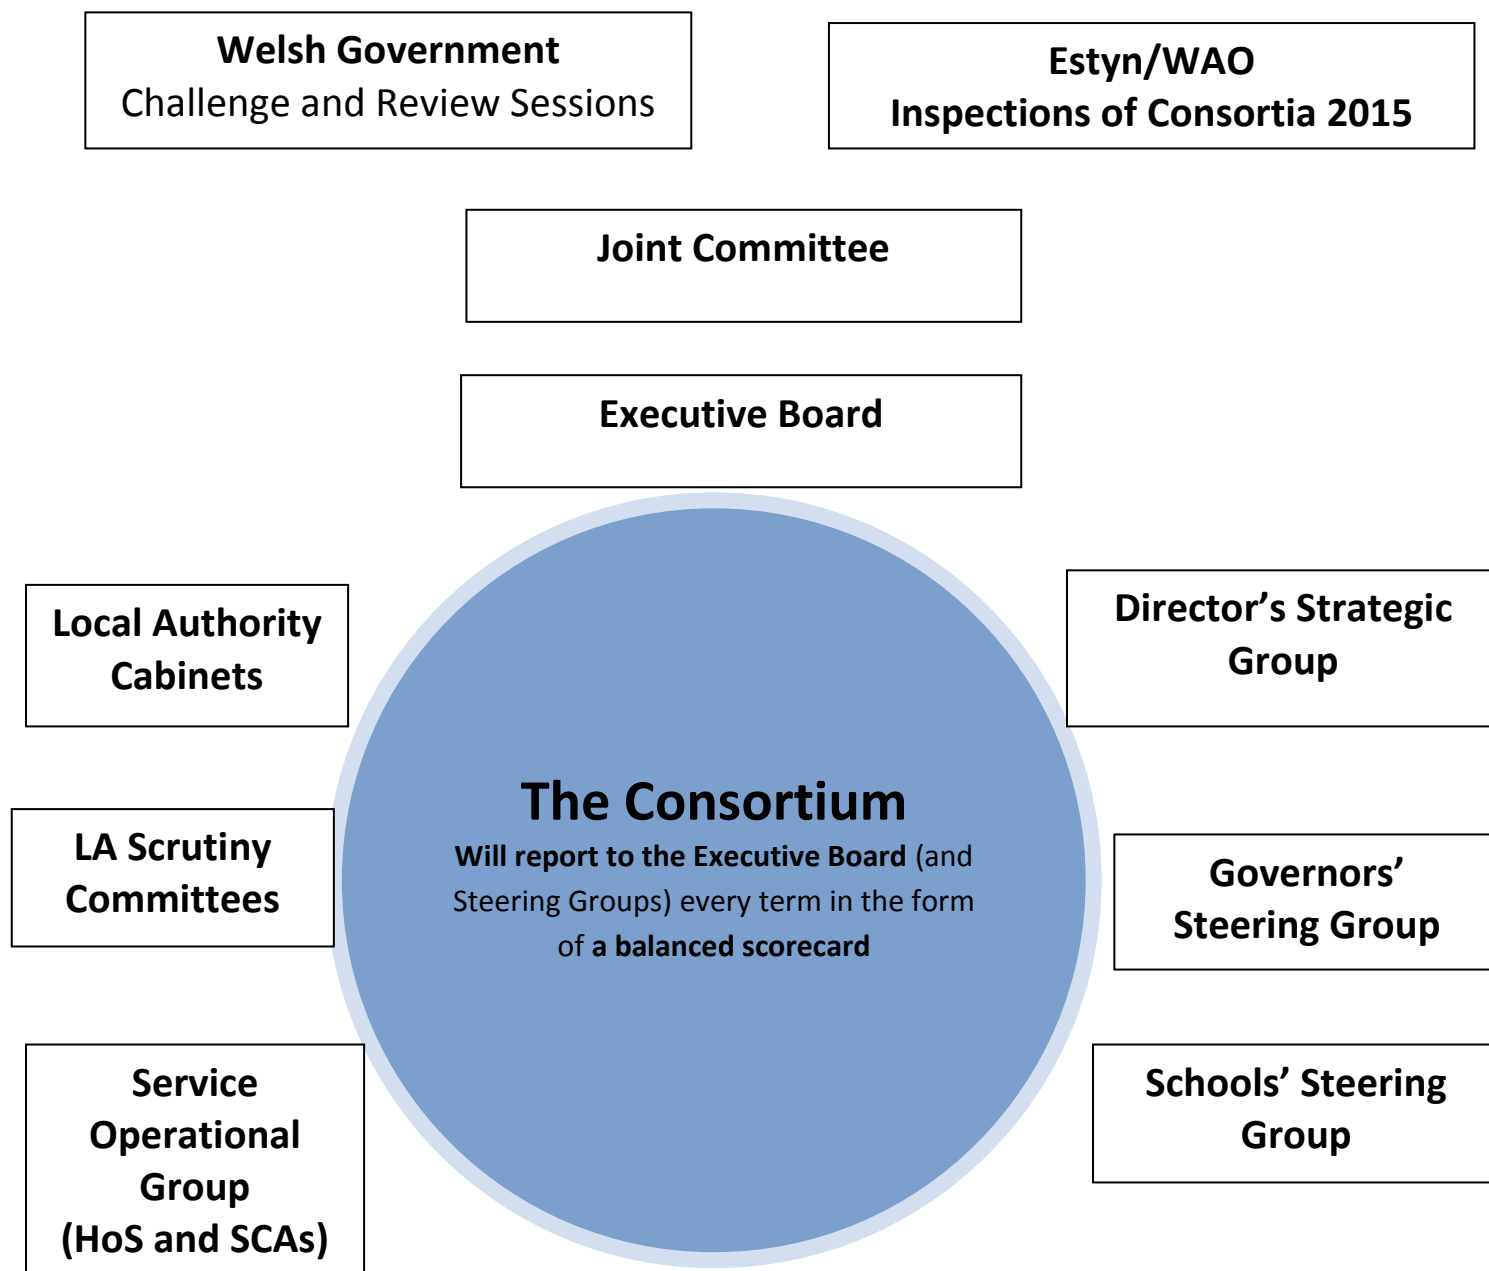 Welsh Government
Challenge and Review Sessions
Estyn/WAO
Inspections of Consortia 2015
Joint Committee
Executive Board
Local Authority
Cabinets
Director’s Strategic
Group
The Consortium
Will report to the Executive Board (and
Steering Groups) every term in the form
of a balanced scorecard
LA Scrutiny
Committees
Governors’
Steering Group
Service
Operational
Group
(HoS and SCAs)
Schools’ Steering
Group